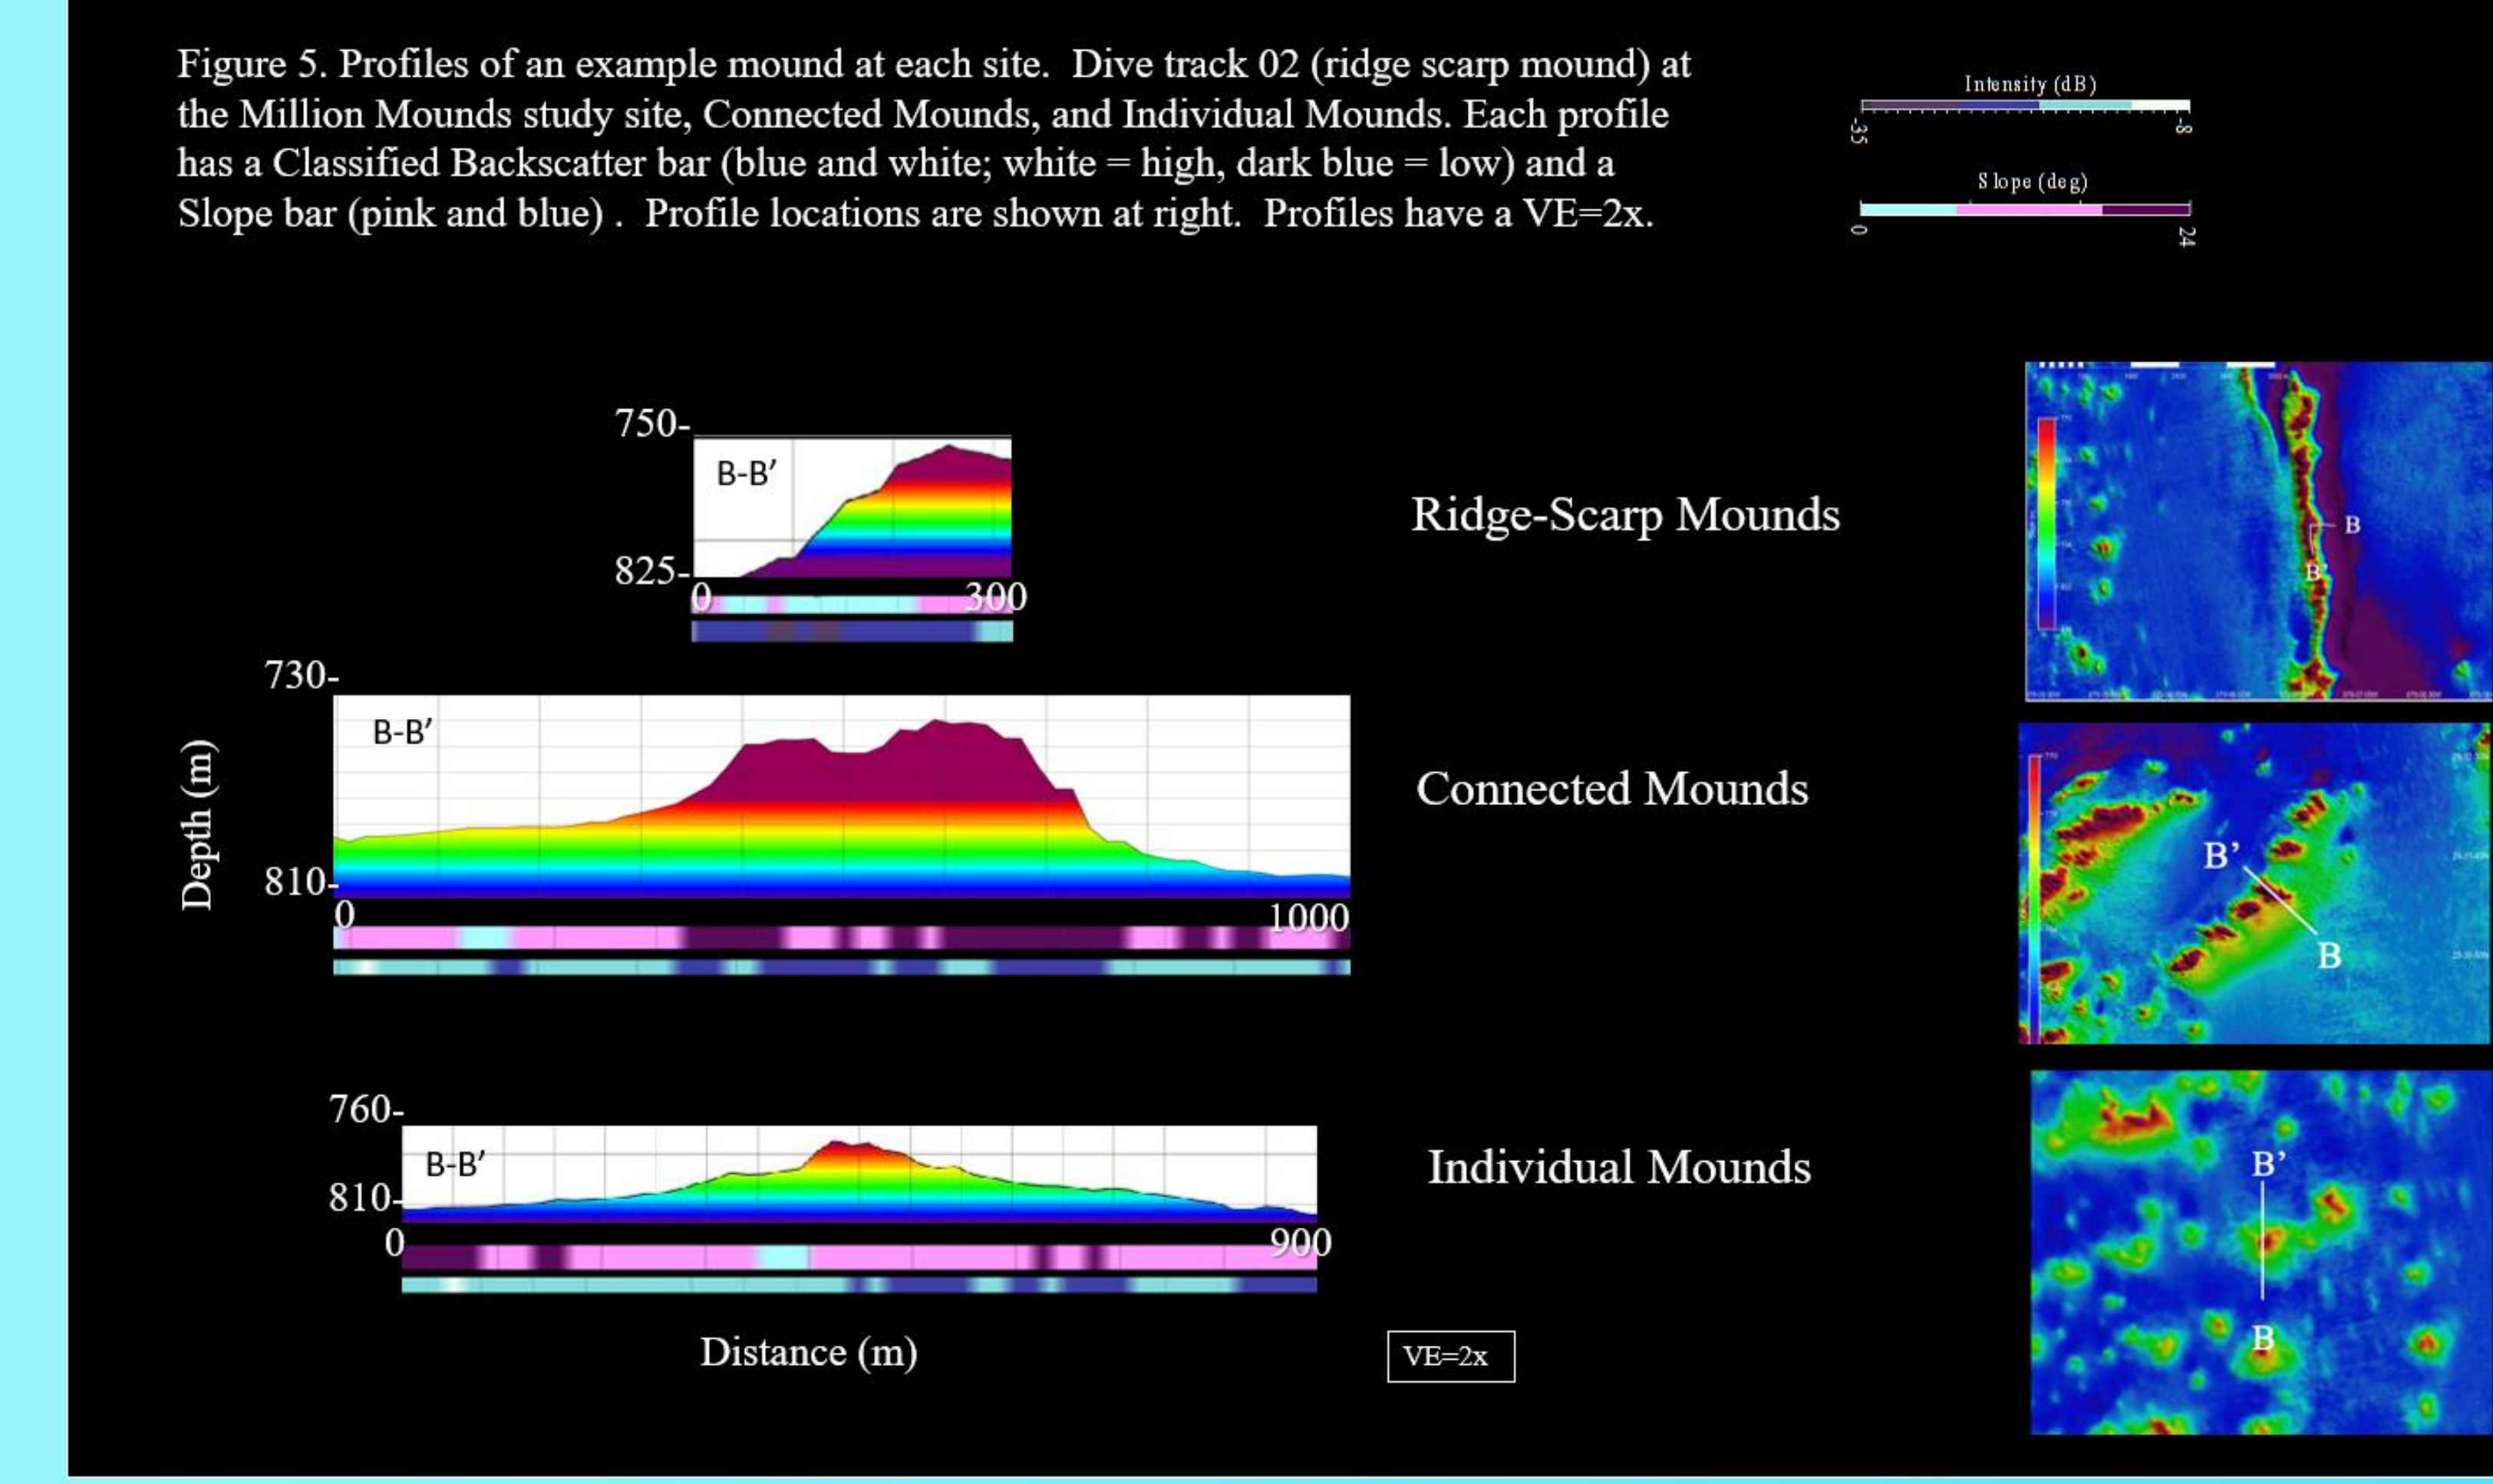 Figure 5. Profiles of an example mound at each site.  Dive track 02 (ridge scarp mound) at
the Million Mounds study site, Connected Mounds, and Individual Mounds. Each profile
has a Classified Backscatter bar (blue and white; white = high, dark blue = low) and a
Slope bar (pink and blue) .  Profile locations are shown at right.  Profiles have a VE=2x.
Intensity (dB)
-35
-8
Slope (deg)
0
24
750-
B-B’
825-
0
300
Ridge-Scarp Mounds
B
B'
730-
B-B’
Depth (m)
810-
0
1000
Connected Mounds
B’
B
760-
B-B’
810-
0
900
Individual Mounds
B’
B
Distance (m)
VE=2x